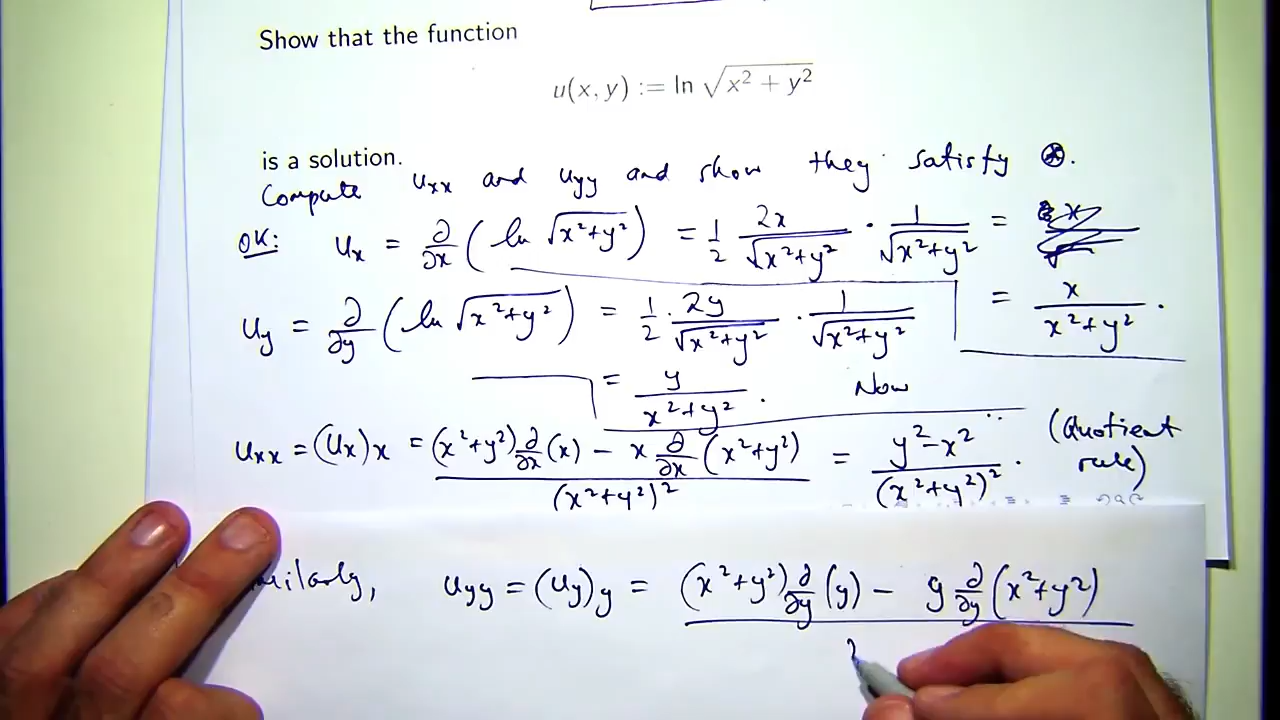 Show that the function
u(x, y) := ln √(x² + y²)
is a solution.
Compute uxx and uyy and show they satisfy ⊛.
OK: ux = ∂/∂x (ln √(x²+y²)) = 1/2 2x/√(x²+y²) · 1/√(x²+y²) =
= x/(x²+y²).
uy = ∂/∂y (ln √(x²+y²)) = 1/2 · 2y/√(x²+y²) · 1/√(x²+y²)
= y/(x²+y²). Now
uxx = (ux)x = ((x²+y²) ∂/∂x (x) − x ∂/∂x (x²+y²))/(x²+y²)² = (y²−x²)/(x²+y²)². (Quotient rule)
milarly, uyy = (uy)y = (x²+y²) ∂/∂y (y) − y ∂/∂y (x²+y²)